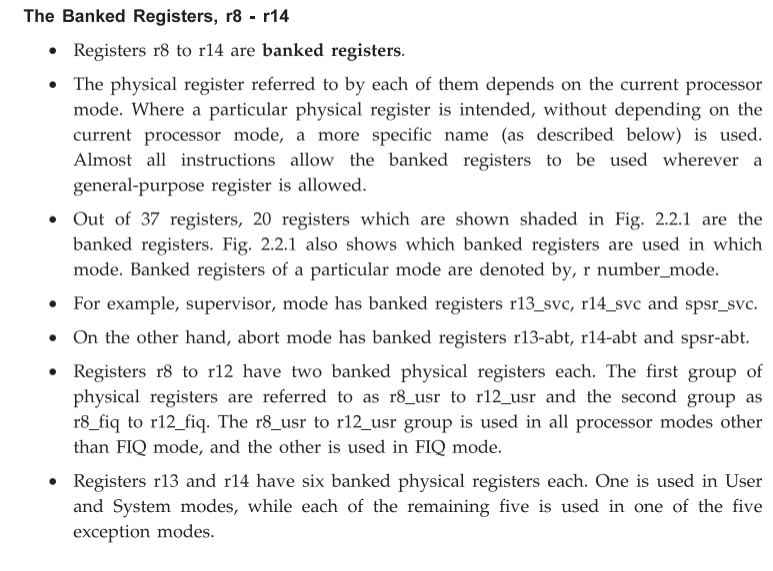 The Banked Registers, r8 - r14
• Registers r8 to r14 are banked registers.
• The physical register referred to by each of them depends on the current processor
mode. Where a particular physical register is intended, without depending on the
current processor mode, a more specific name (as described below) is used.
Almost all instructions allow the banked registers to be used wherever a
general-purpose register is allowed.
• Out of 37 registers, 20 registers which are shown shaded in Fig. 2.2.1 are the
banked registers. Fig. 2.2.1 also shows which banked registers are used in which
mode. Banked registers of a particular mode are denoted by, r number_mode.
• For example, supervisor, mode has banked registers r13_svc, r14_svc and spsr_svc.
• On the other hand, abort mode has banked registers r13-abt, r14-abt and spsr-abt.
• Registers r8 to r12 have two banked physical registers each. The first group of
physical registers are referred to as r8_usr to r12_usr and the second group as
r8_fiq to r12_fiq. The r8_usr to r12_usr group is used in all processor modes other
than FIQ mode, and the other is used in FIQ mode.
• Registers r13 and r14 have six banked physical registers each. One is used in User
and System modes, while each of the remaining five is used in one of the five
exception modes.